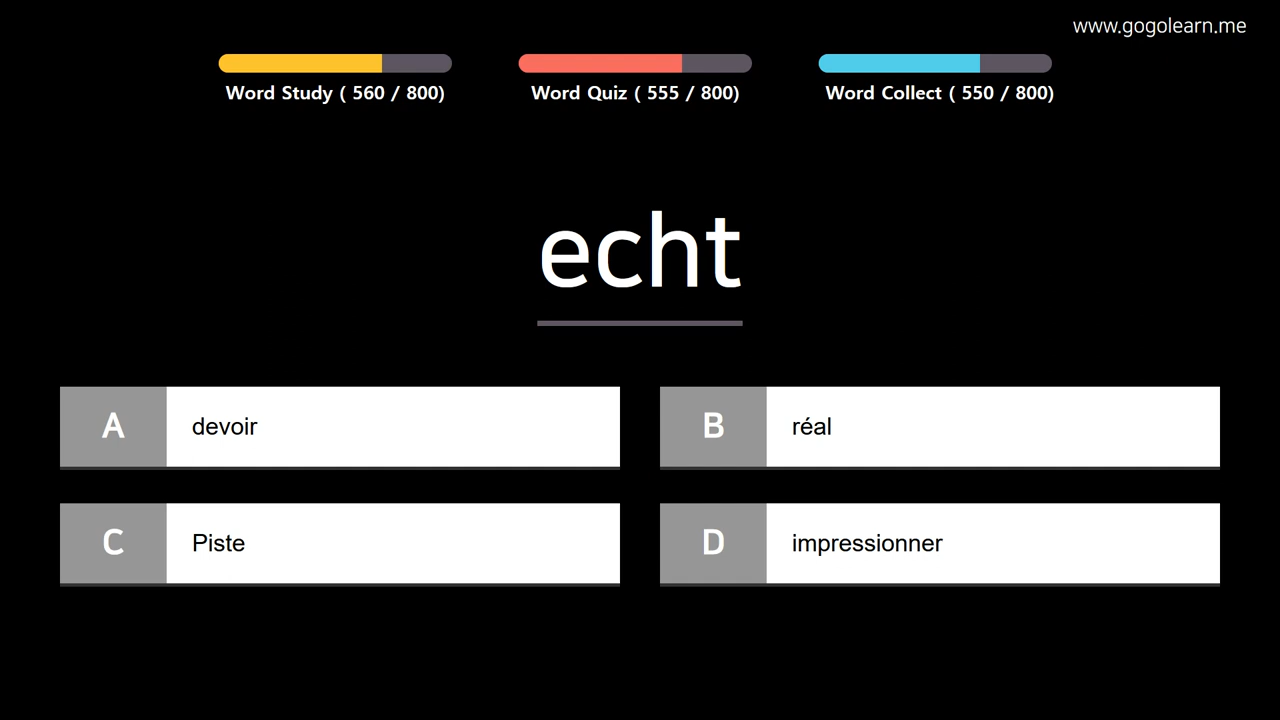 www.gogolearn.me
Word Study ( 560 / 800)
Word Quiz ( 555 / 800)
Word Collect ( 550 / 800)
echt
A devoir
B réal
C Piste
D impressionner